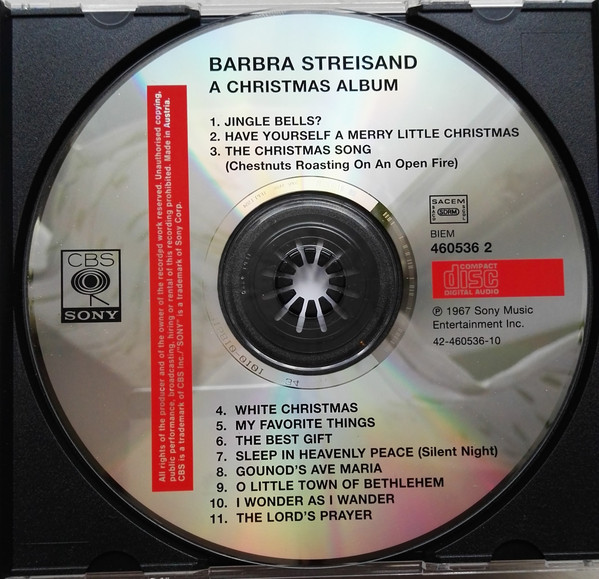 BARBRA STREISAND
A CHRISTMAS ALBUM
1. JINGLE BELLS?
2. HAVE YOURSELF A MERRY LITTLE CHRISTMAS
3. THE CHRISTMAS SONG
(Chestnuts Roasting On An Open Fire)
All rights of the producer and of the owner of the recorded work reserved. Unauthorised copying,
public performance, broadcasting, hiring or rental of this recording prohibited. Made in Austria.
CBS is a trademark of CBS Inc./"SONY" is a trademark of Sony Corp.
CBS
SONY
SACEM
SDRM
BIEM
460536 2
COMPACT
disc
DIGITAL AUDIO
℗ 1967 Sony Music
Entertainment Inc.
42-460536-10
4. WHITE CHRISTMAS
5. MY FAVORITE THINGS
6. THE BEST GIFT
7. SLEEP IN HEAVENLY PEACE (Silent Night)
8. GOUNOD'S AVE MARIA
9. O LITTLE TOWN OF BETHLEHEM
10. I WONDER AS I WANDER
11. THE LORD'S PRAYER